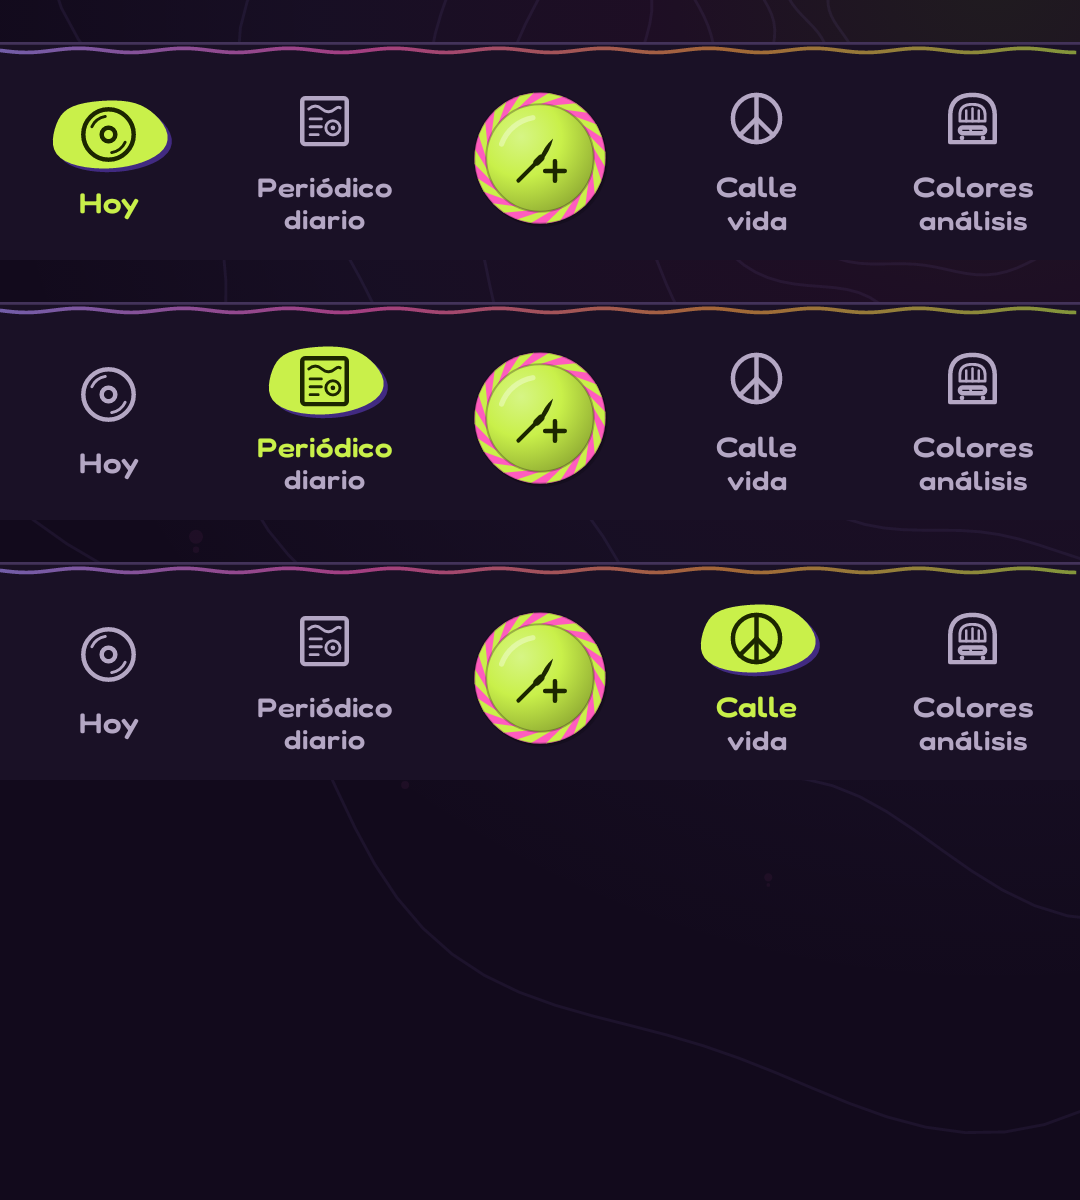 Hoy
Periódico
diario
Calle
vida
Colores
análisis
Hoy
Periódico
diario
Calle
vida
Colores
análisis
Hoy
Periódico
diario
Calle
vida
Colores
análisis